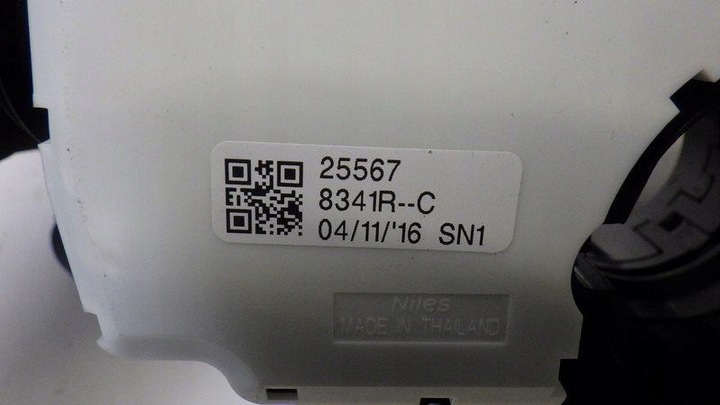 25567
8341R--C
04/11/'16 SN1
Niles
MADE IN THAILAND